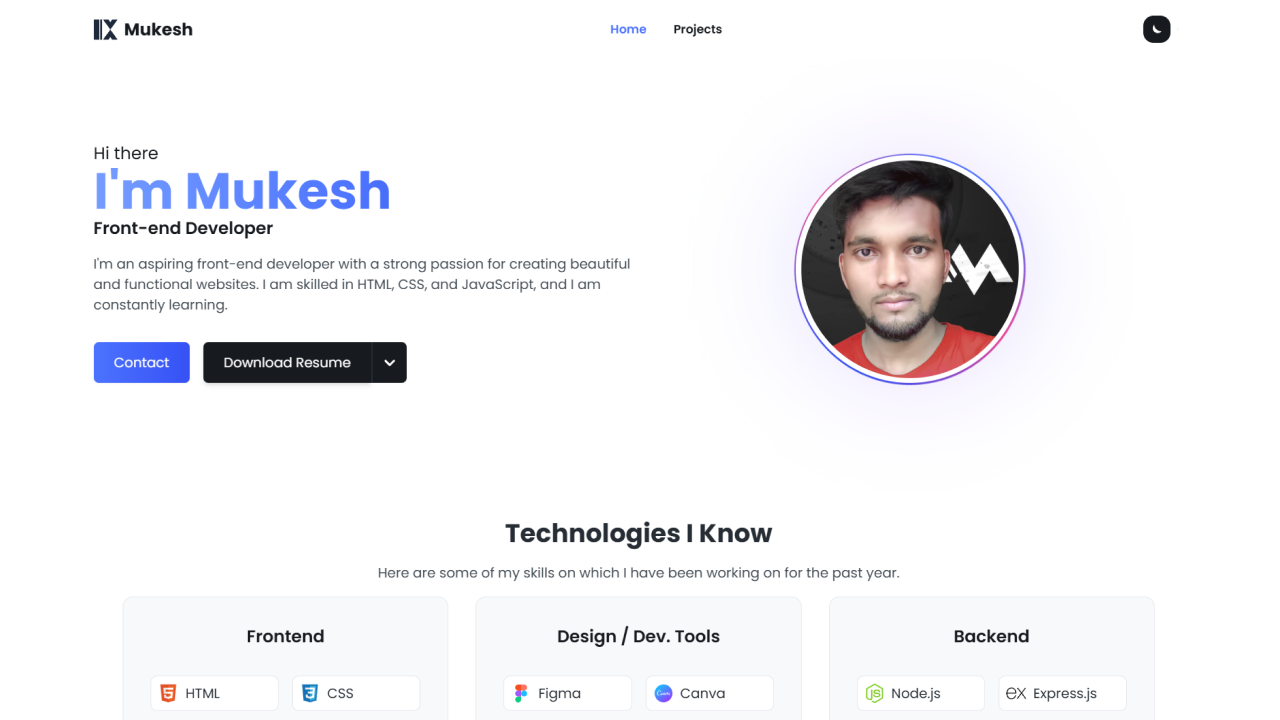 Mukesh
Home
Projects
Hi there
I'm Mukesh
Front-end Developer
I'm an aspiring front-end developer with a strong passion for creating beautiful
and functional websites. I am skilled in HTML, CSS, and JavaScript, and I am
constantly learning.
Contact
Download Resume
Technologies I Know
Here are some of my skills on which I have been working on for the past year.
Frontend
HTML
CSS
Design / Dev. Tools
Figma
Canva
Backend
Node.js
Express.js